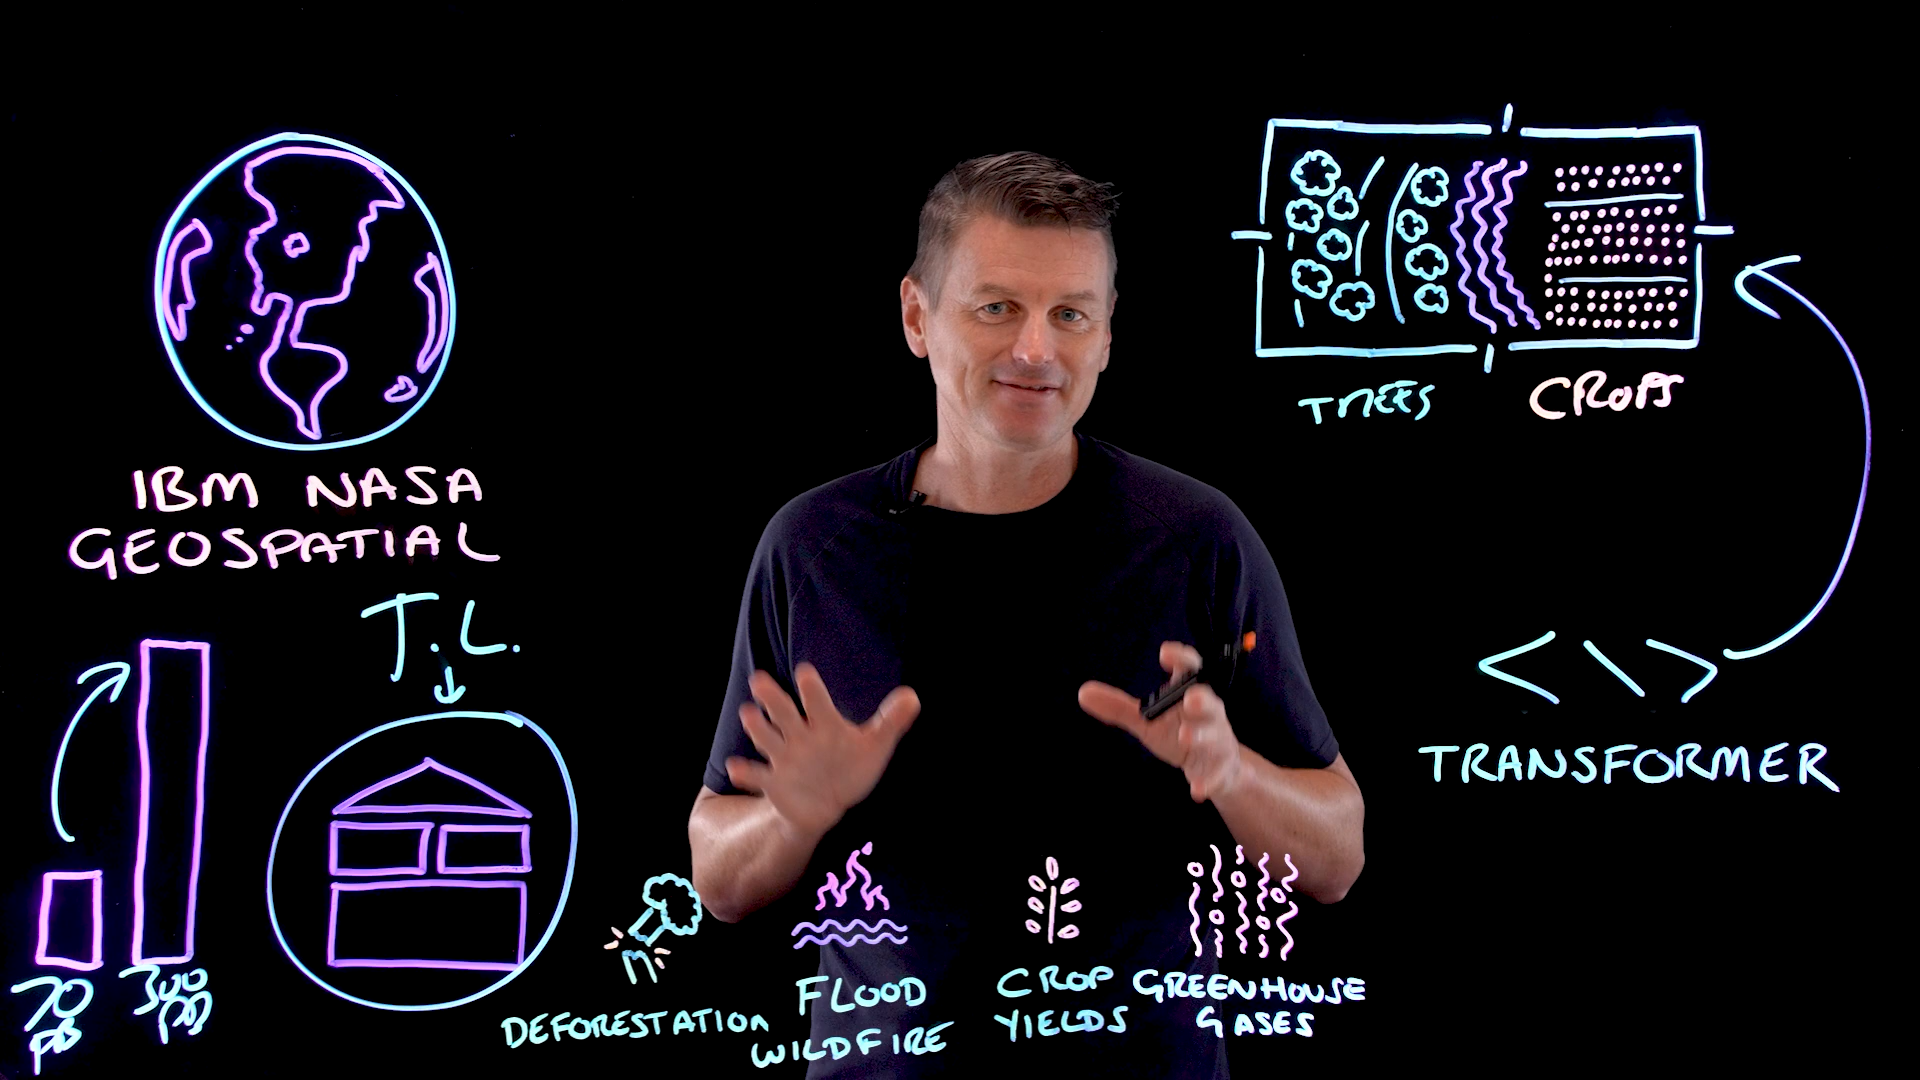 IBM NASA
GEOSPATIAL
T.L.
70
PB
300
PB
DEFORESTATION
FLOOD
WILDFIRE
CROP
YIELDS
GREENHOUSE
GASES
TREES
CROPS
<\>
TRANSFORMER